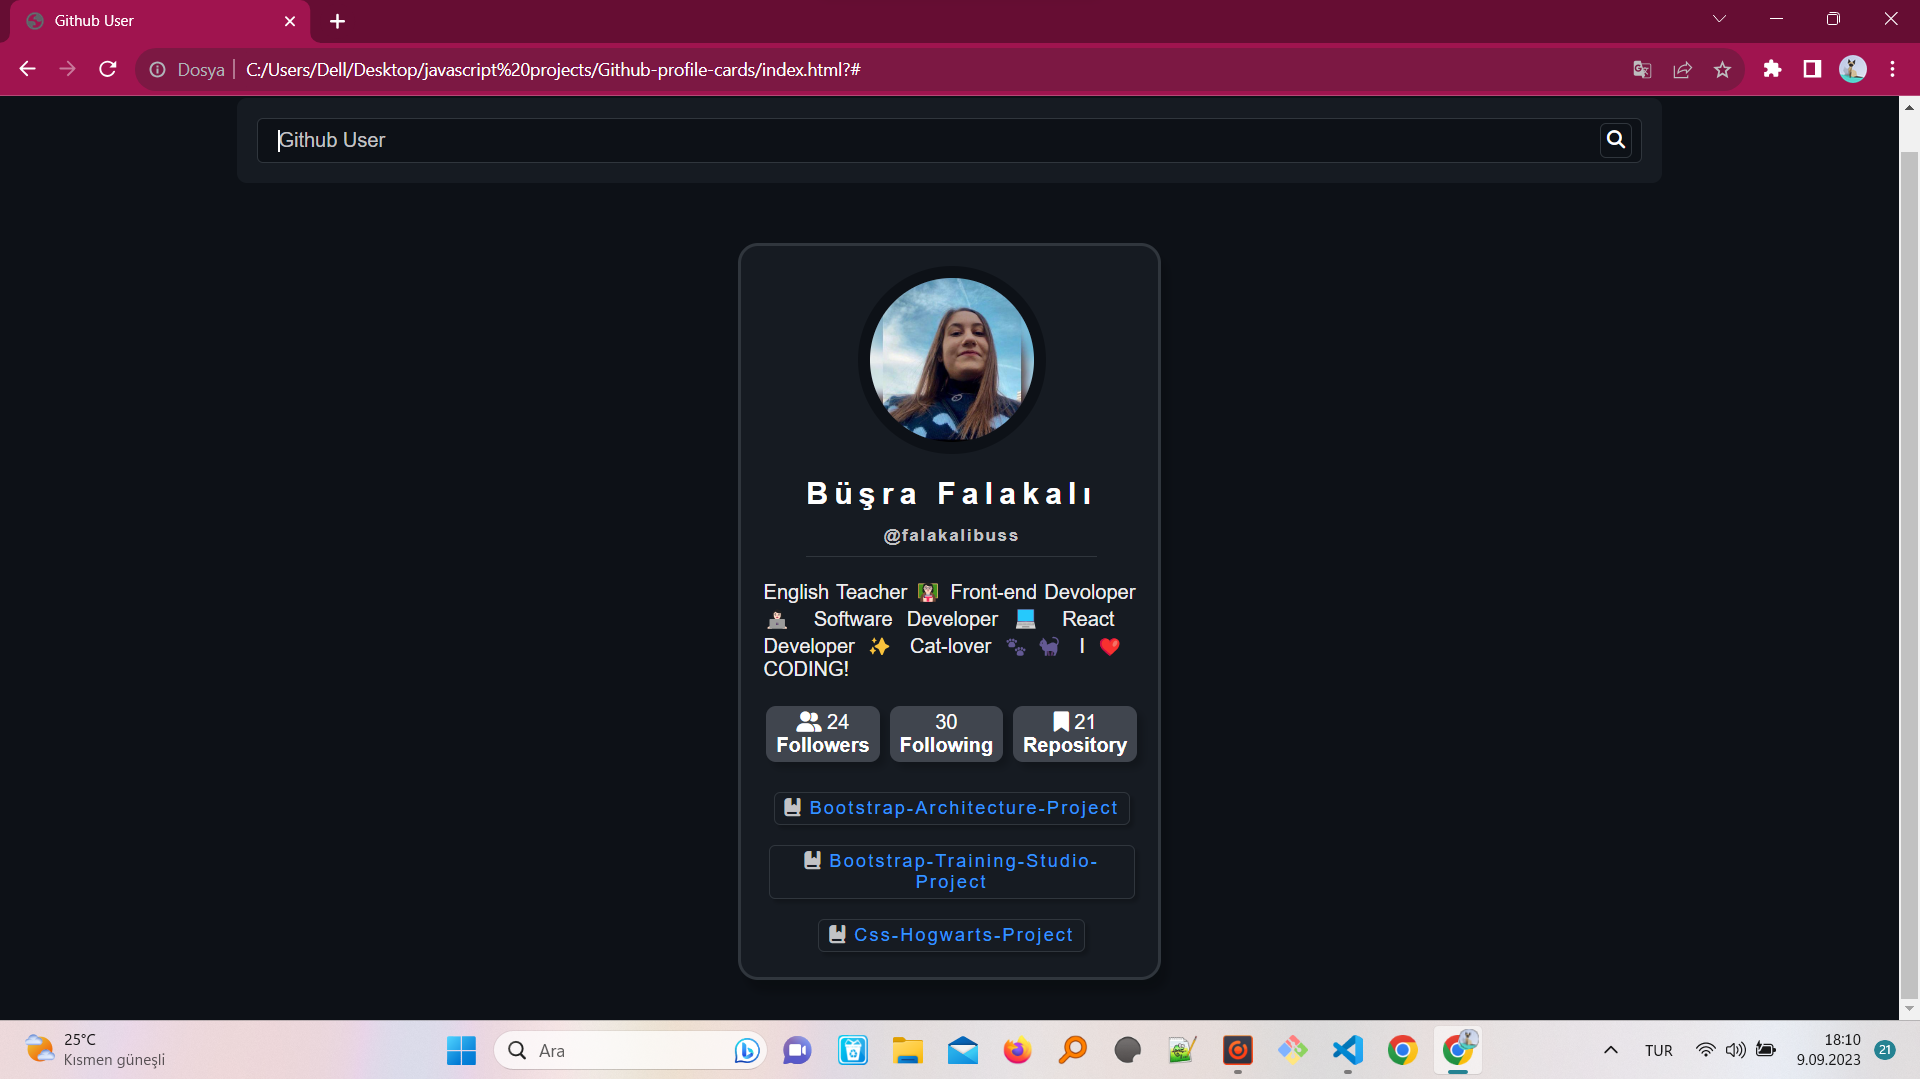 Github User
Dosya
C:/Users/Dell/Desktop/javascript%20projects/Github-profile-cards/index.html?#
Github User
Büşra Falakalı
@falakalibuss
English Teacher 👩🏻‍🏫 Front-end Devoloper
👩🏻‍💻 Software Developer 💻 React
Developer ✨ Cat-lover 🐾 🐈‍⬛ I ❤️
CODING!
24
Followers
30
Following
21
Repository
Bootstrap-Architecture-Project
Bootstrap-Training-Studio-
Project
Css-Hogwarts-Project
25°C
Kısmen güneşli
Ara
TUR
18:10
9.09.2023
21